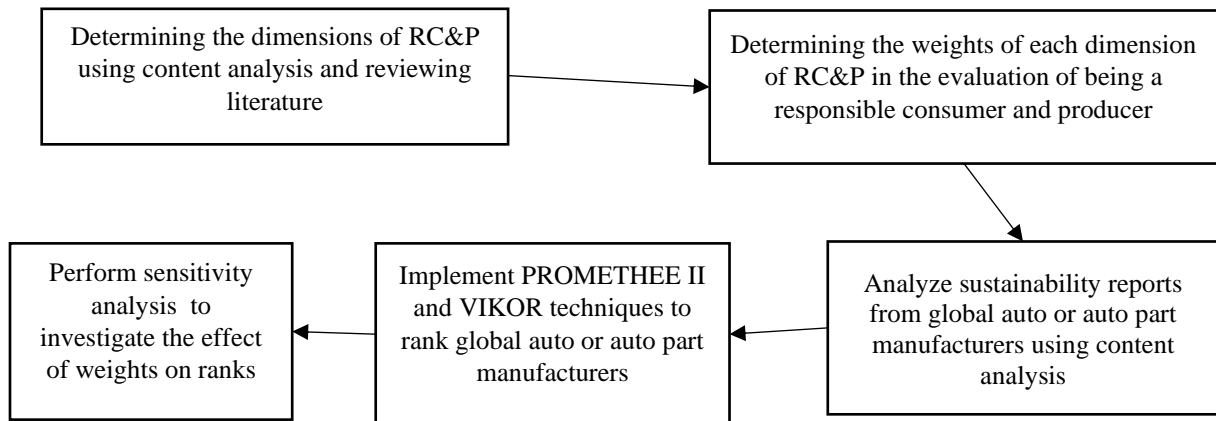 Determining the dimensions of RC&P
using content analysis and reviewing
literature
Determining the weights of each dimension
of RC&P in the evaluation of being a
responsible consumer and producer
Analyze sustainability reports
from global auto or auto part
manufacturers using content
analysis
Implement PROMETHEE II
and VIKOR techniques to
rank global auto or auto part
manufacturers
Perform sensitivity
analysis to
investigate the effect
of weights on ranks